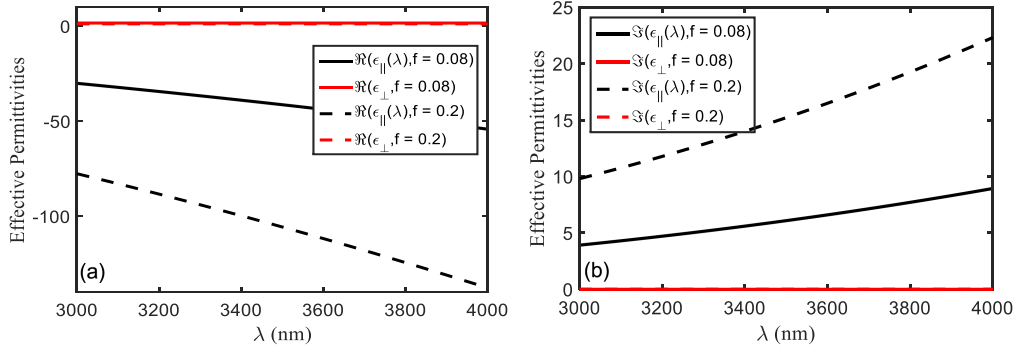 Effective Permittivities
0
-50
-100
ℜ(ϵ||(λ),f = 0.08)
ℜ(ϵ⊥,f = 0.08)
ℜ(ϵ||(λ),f = 0.2)
ℜ(ϵ⊥,f = 0.2)
(a)
3000 3200 3400 3600 3800 4000
λ (nm)
Effective Permittivities
25
20
15
10
5
0
ℑ(ϵ||(λ),f = 0.08)
ℑ(ϵ⊥,f = 0.08)
ℑ(ϵ||(λ),f = 0.2)
ℑ(ϵ⊥,f = 0.2)
(b)
3000 3200 3400 3600 3800 4000
λ (nm)